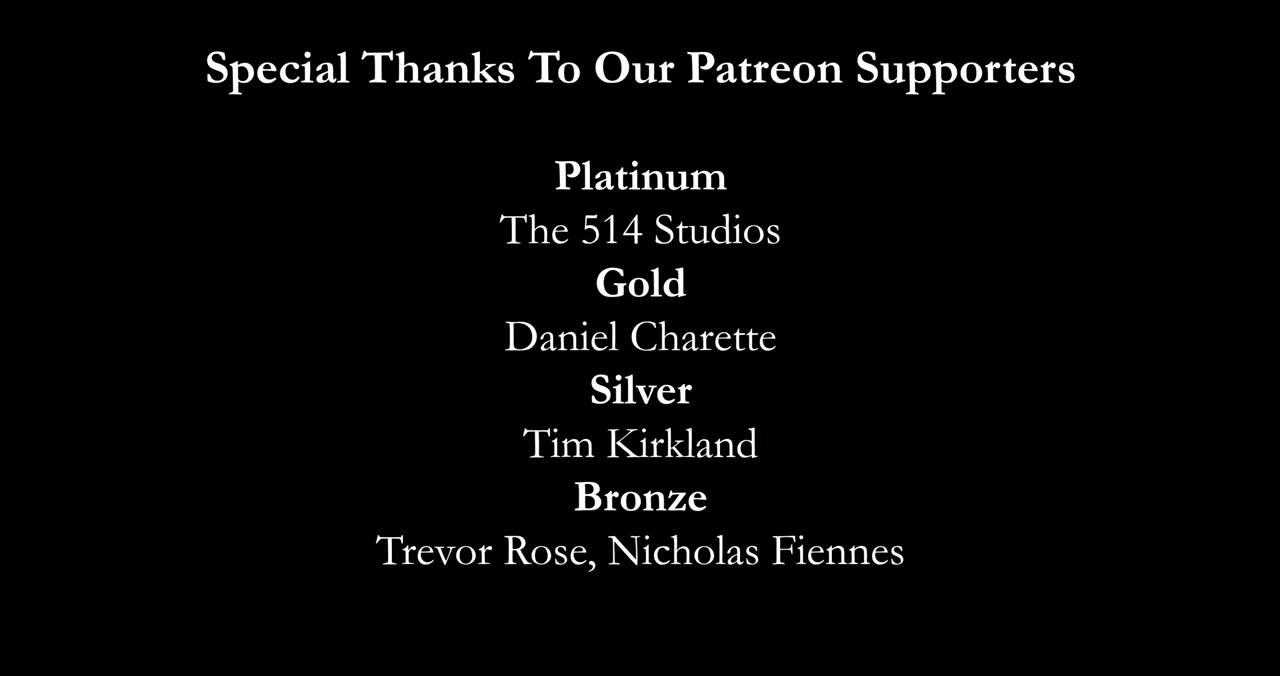 Special Thanks To Our Patreon Supporters
Platinum
The 514 Studios
Gold
Daniel Charette
Silver
Tim Kirkland
Bronze
Trevor Rose, Nicholas Fiennes